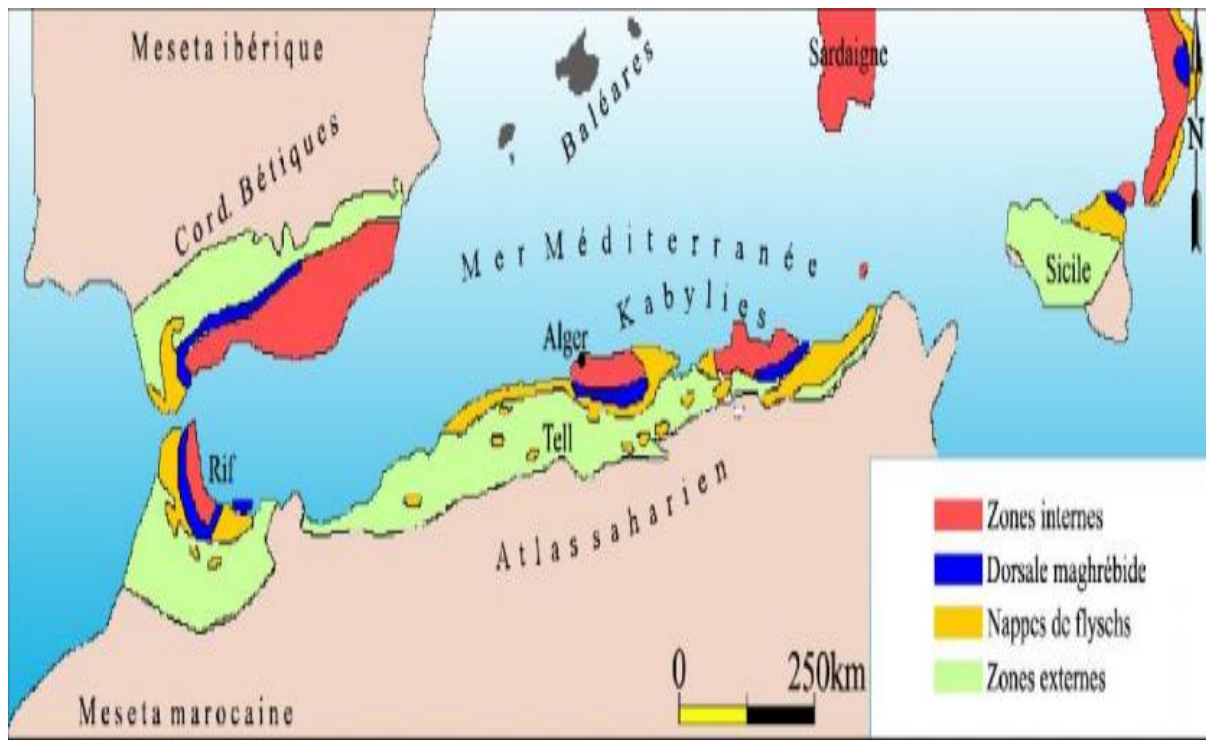 Meseta ibérique
Sardaigne
Baléares
Cord. Bétiques
N
Mer Méditerranée
Sicile
Kabylies
Alger
Tell
Rif
Atlas saharien
Zones internes
Dorsale maghrébide
Nappes de flyschs
Zones externes
0 250km
Meseta marocaine